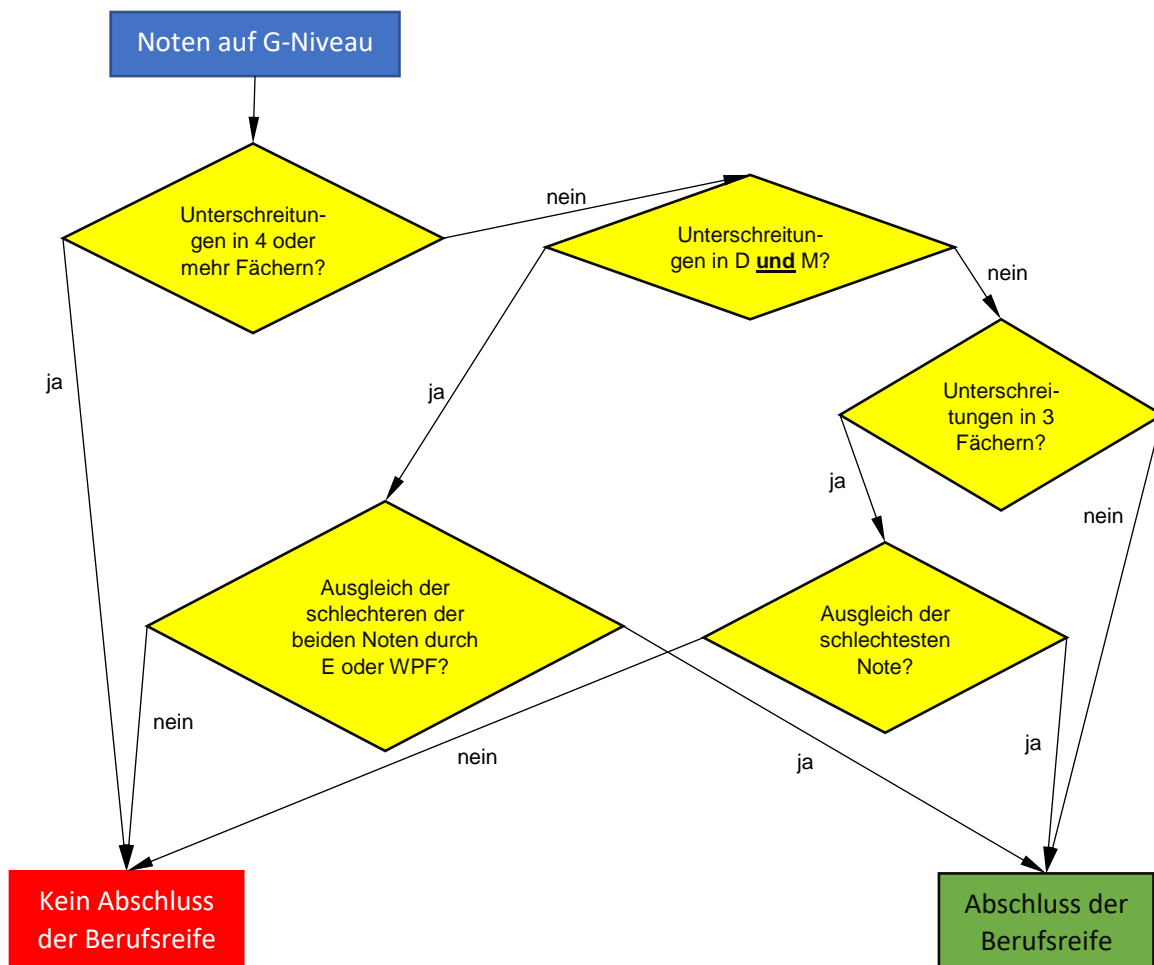 Noten auf G-Niveau
Unterschreitun-
gen in 4 oder
mehr Fächern?
nein
Unterschreitun-
gen in D und M?
nein
ja
ja
Unterschrei-
tungen in 3
Fächern?
ja
nein
Ausgleich der
schlechteren der
beiden Noten durch
E oder WPF?
Ausgleich der
schlechtesten
Note?
nein
nein
ja
ja
Kein Abschluss
der Berufsreife
Abschluss der
Berufsreife